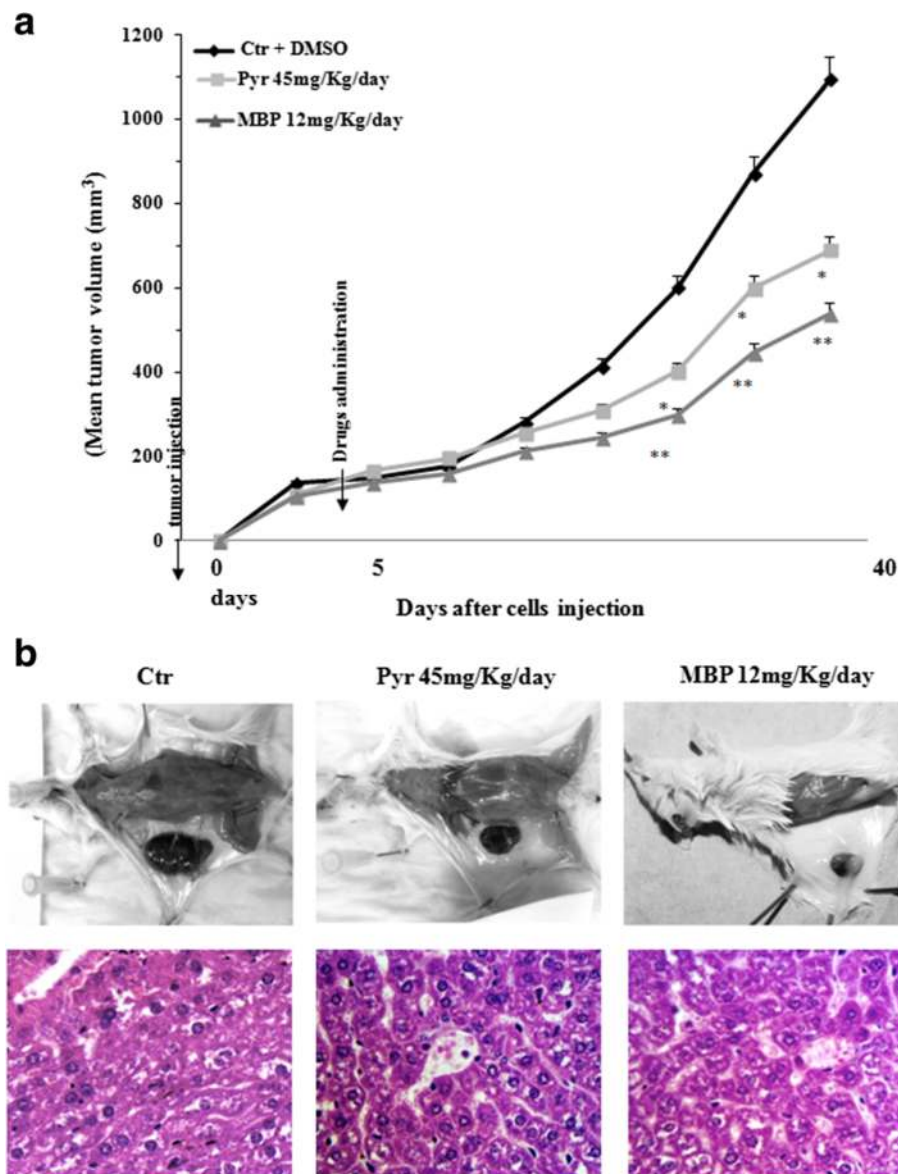 a
1200
1000
800
600
400
200
0
(Mean tumor volume (mm³)
Ctr + DMSO
Pyr 45mg/Kg/day
MBP 12mg/Kg/day
tumor injection
Drugs administration
*
*
*
**
**
**
0
5
40
days
Days after cells injection
b
Ctr
Pyr 45mg/Kg/day
MBP 12mg/Kg/day